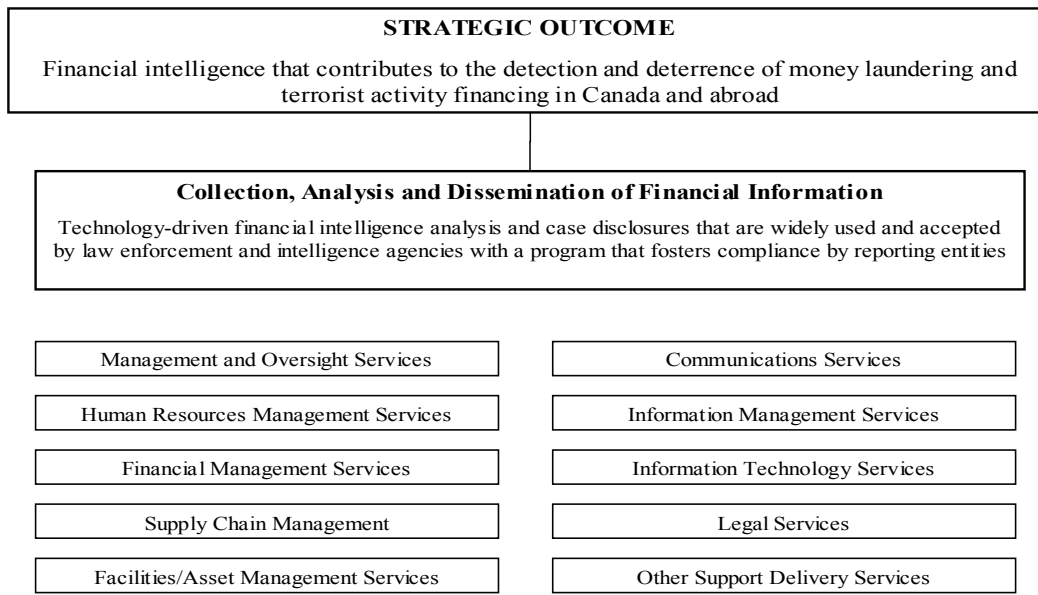 STRATEGIC OUTCOME
Financial intelligence that contributes to the detection and deterrence of money laundering and
terrorist activity financing in Canada and abroad
Collection, Analysis and Dissemination of Financial Information
Technology-driven financial intelligence analysis and case disclosures that are widely used and accepted
by law enforcement and intelligence agencies with a program that fosters compliance by reporting entities
Management and Oversight Services
Communications Services
Human Resources Management Services
Information Management Services
Financial Management Services
Information Technology Services
Supply Chain Management
Legal Services
Facilities/Asset Management Services
Other Support Delivery Services